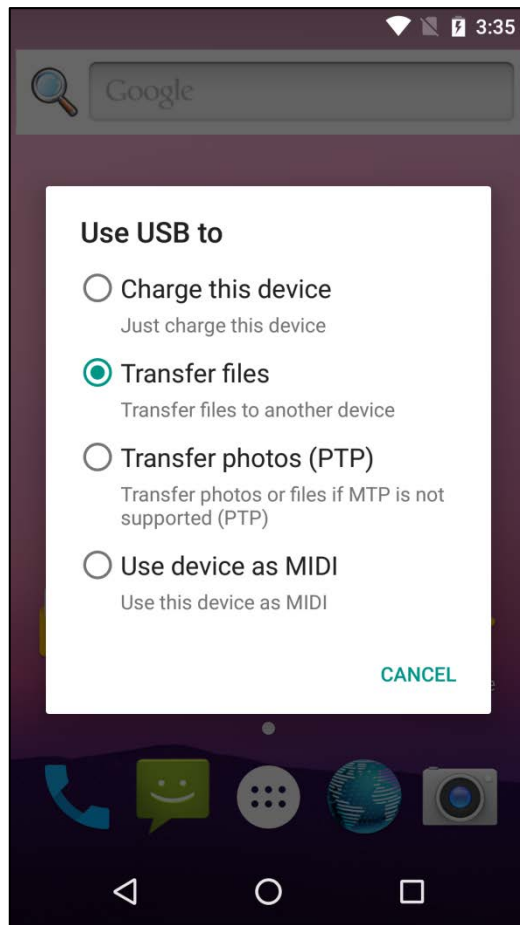 3:35
Google
Use USB to
Charge this device
Just charge this device
Transfer files
Transfer files to another device
Transfer photos (PTP)
Transfer photos or files if MTP is not
supported (PTP)
Use device as MIDI
Use this device as MIDI
CANCEL